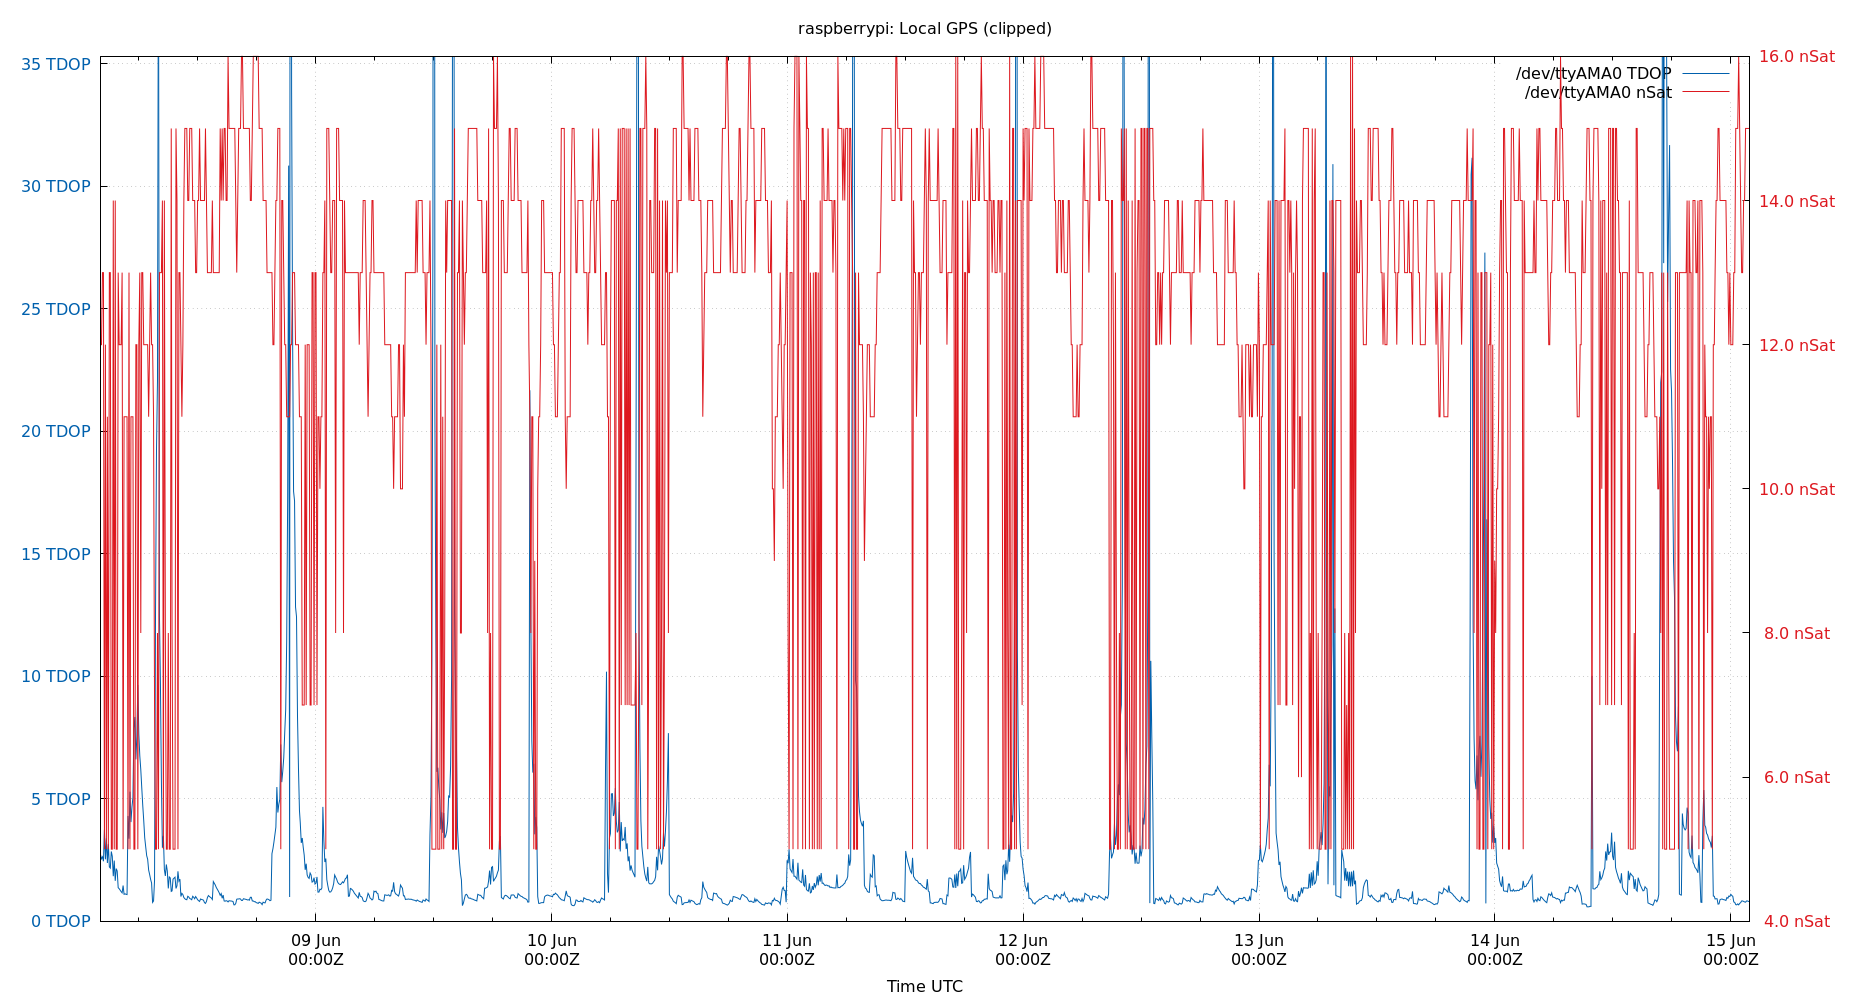 raspberrypi: Local GPS (clipped)
35 TDOP
30 TDOP
25 TDOP
20 TDOP
15 TDOP
10 TDOP
5 TDOP
0 TDOP
/dev/ttyAMA0 TDOP
/dev/ttyAMA0 nSat
16.0 nSat
14.0 nSat
12.0 nSat
10.0 nSat
8.0 nSat
6.0 nSat
4.0 nSat
09 Jun
00:00Z
10 Jun
00:00Z
11 Jun
00:00Z
12 Jun
00:00Z
13 Jun
00:00Z
14 Jun
00:00Z
15 Jun
00:00Z
Time UTC